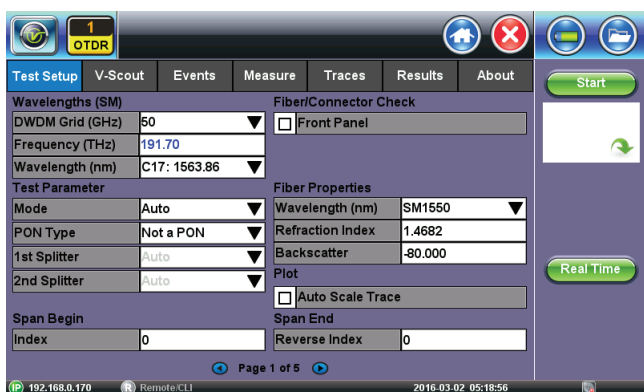 1
OTDR
Test Setup V-Scout Events Measure Traces Results About
Start
Wavelengths (SM) Fiber/Connector Check
DWDM Grid (GHz) 50 Front Panel
Frequency (THz) 191.70
Wavelength (nm) C17: 1563.86
Test Parameter Fiber Properties
Mode Auto Wavelength (nm) SM1550
PON Type Not a PON Refraction Index 1.4682
1st Splitter Auto Backscatter -80.000
Plot
2nd Splitter Auto Auto Scale Trace
Real Time
Span Begin Span End
Index 0 Reverse Index 0
Page 1 of 5
IP 192.168.0.170 R Remote/CLI 2016-03-02 05:18:56